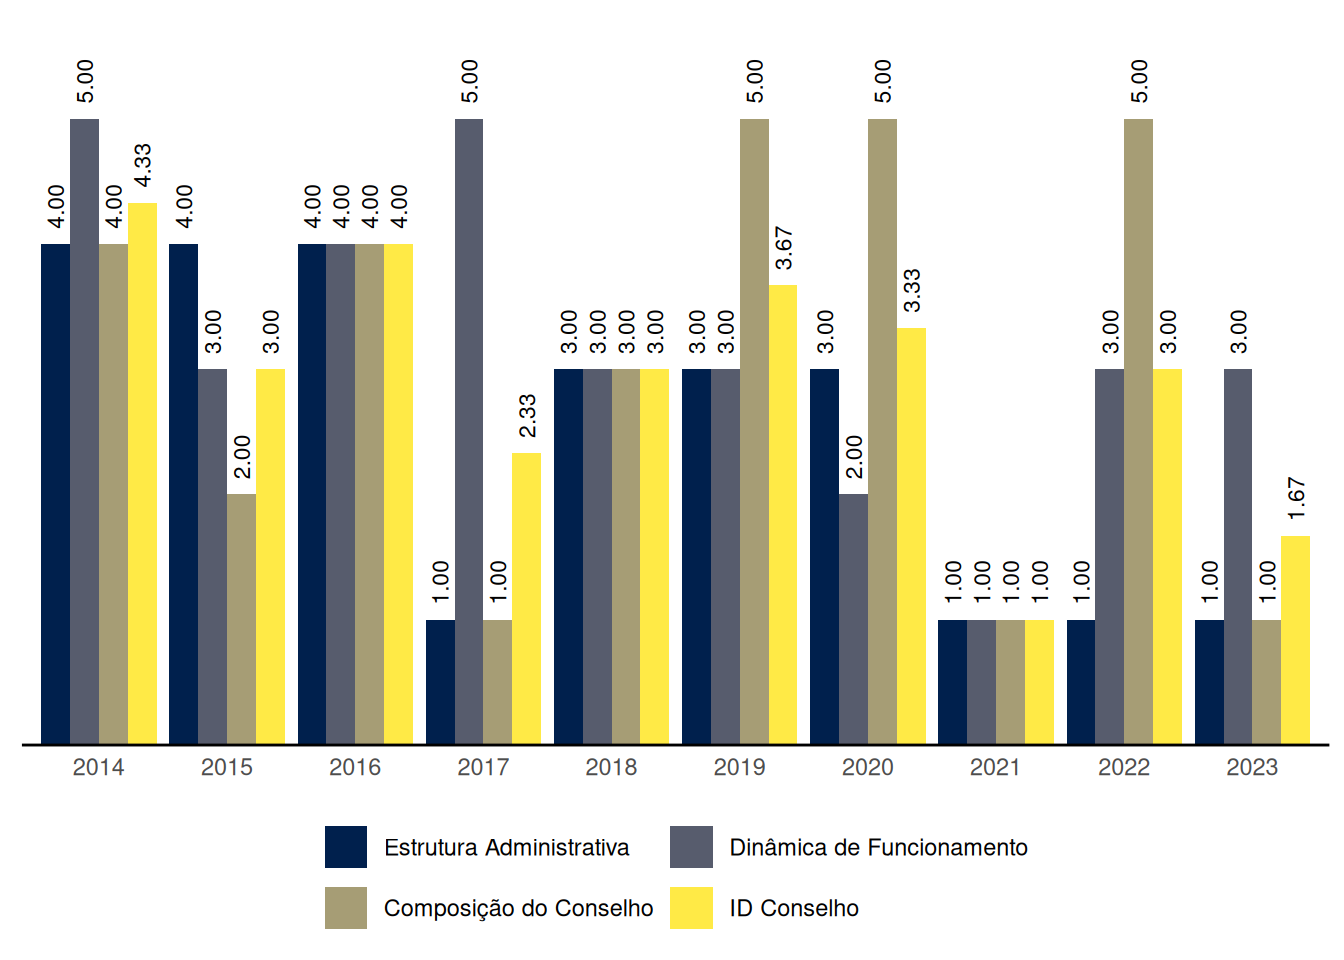 4.00 5.00 4.00 4.33 4.00 3.00 2.00 3.00 4.00 4.00 4.00 4.00 1.00 5.00 1.00 2.33 3.00 3.00 3.00 3.00 3.00 3.00 5.00 3.67 3.00 2.00 5.00 3.33 1.00 1.00 1.00 1.00 1.00 3.00 5.00 3.00 1.00 3.00 1.00 1.67
2014 2015 2016 2017 2018 2019 2020 2021 2022 2023
Estrutura Administrativa Dinâmica de Funcionamento
Composição do Conselho ID Conselho